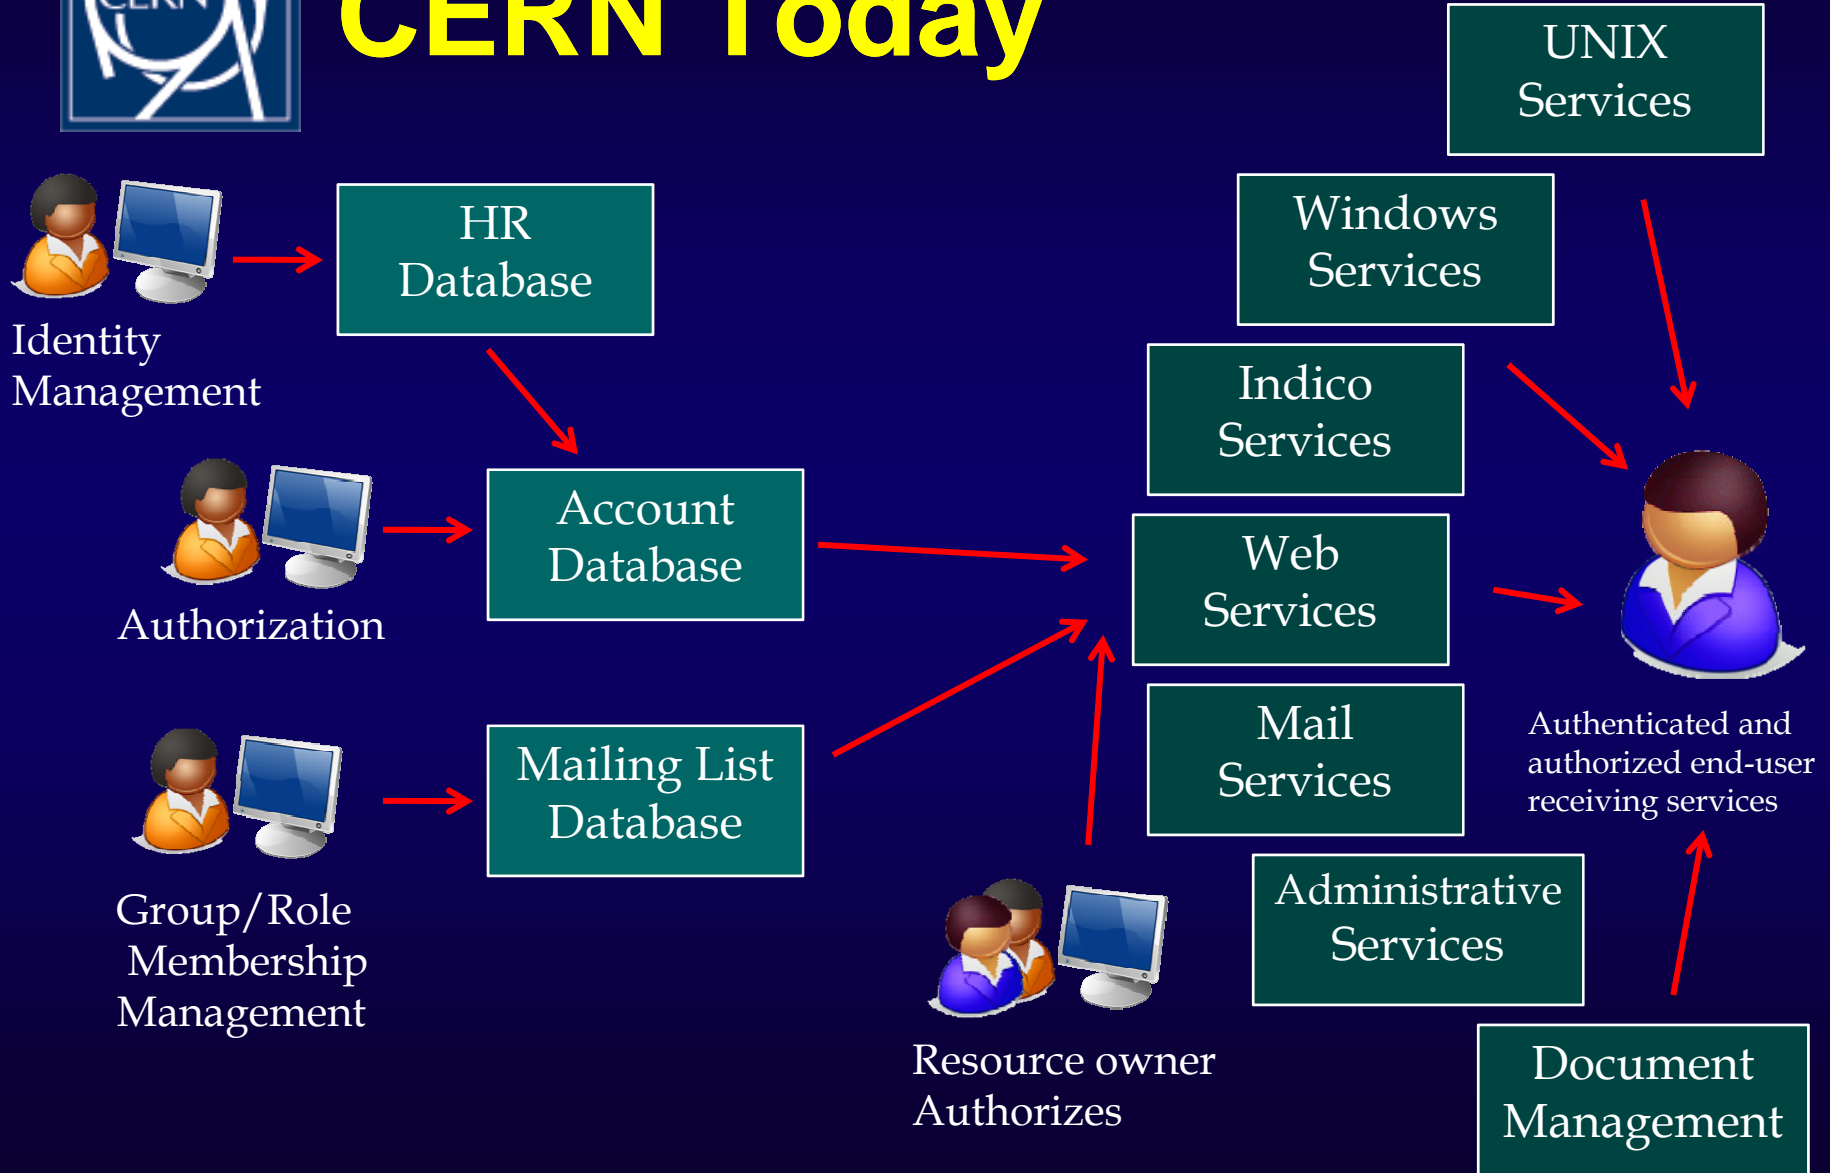 CERN
CERN Today
UNIX
Services
Windows
Services
HR
Database
Identity
Management
Indico
Services
Account
Database
Authorization
Web
Services
Mailing List
Database
Mail
Services
Authenticated and
authorized end-user
receiving services
Group/Role
Membership
Management
Administrative
Services
Resource owner
Authorizes
Document
Management